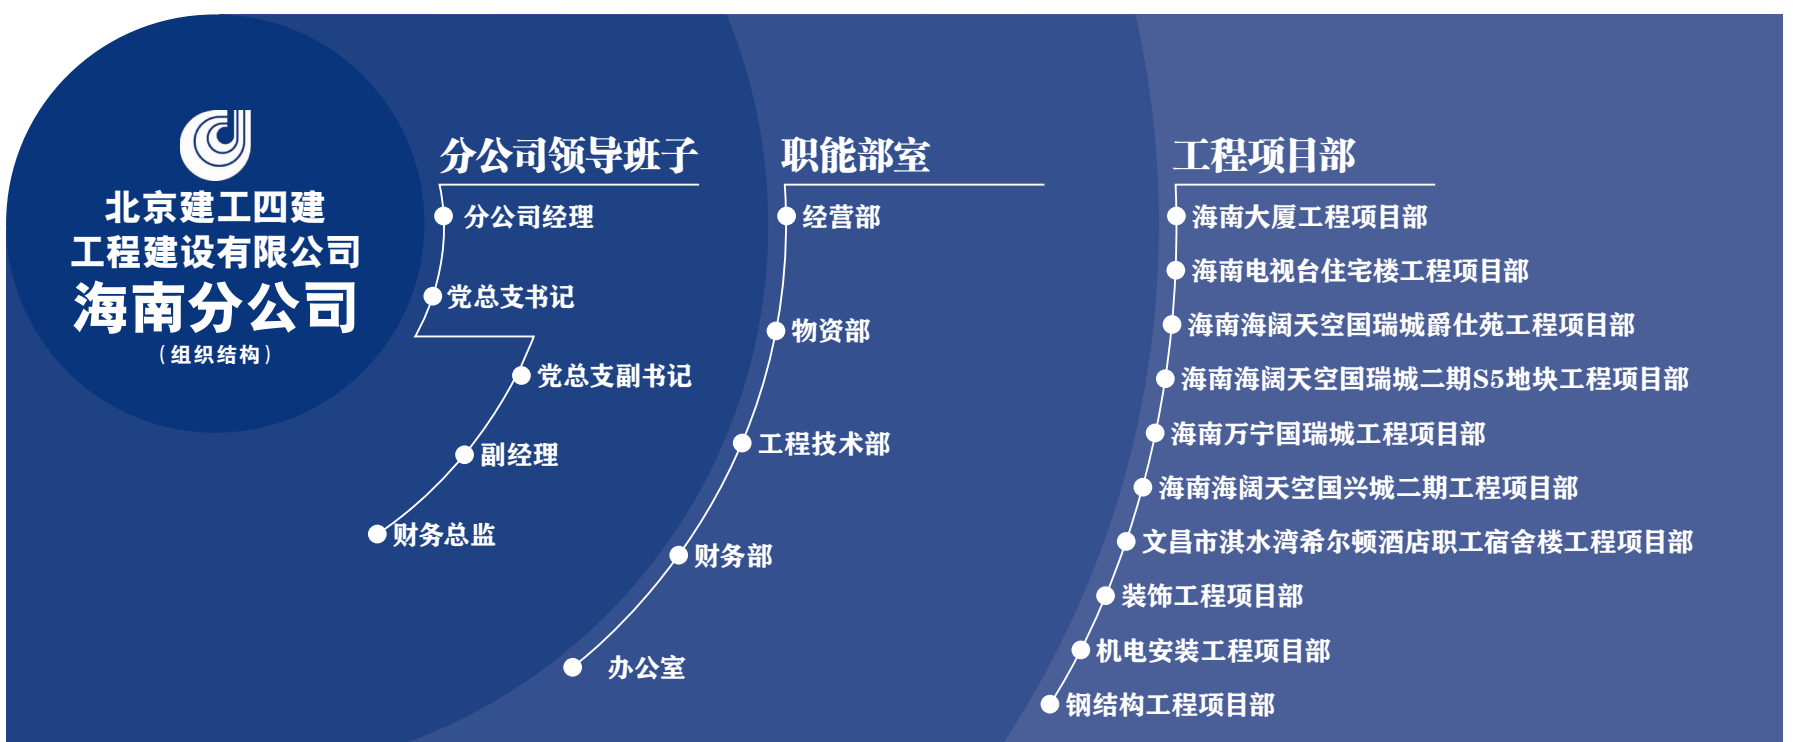 北京建工四建
工程建设有限公司
海南分公司
（组织结构）
分公司领导班子
分公司经理
党总支书记
党总支副书记
副经理
财务总监
职能部室
经营部
物资部
工程技术部
财务部
办公室
工程项目部
海南大厦工程项目部
海南电视台住宅楼工程项目部
海南海阔天空国瑞城爵仕苑工程项目部
海南海阔天空国瑞城二期S5地块工程项目部
海南万宁国瑞城工程项目部
海南海阔天空国兴城二期工程项目部
文昌市淇水湾希尔顿酒店职工宿舍楼工程项目部
装饰工程项目部
机电安装工程项目部
钢结构工程项目部